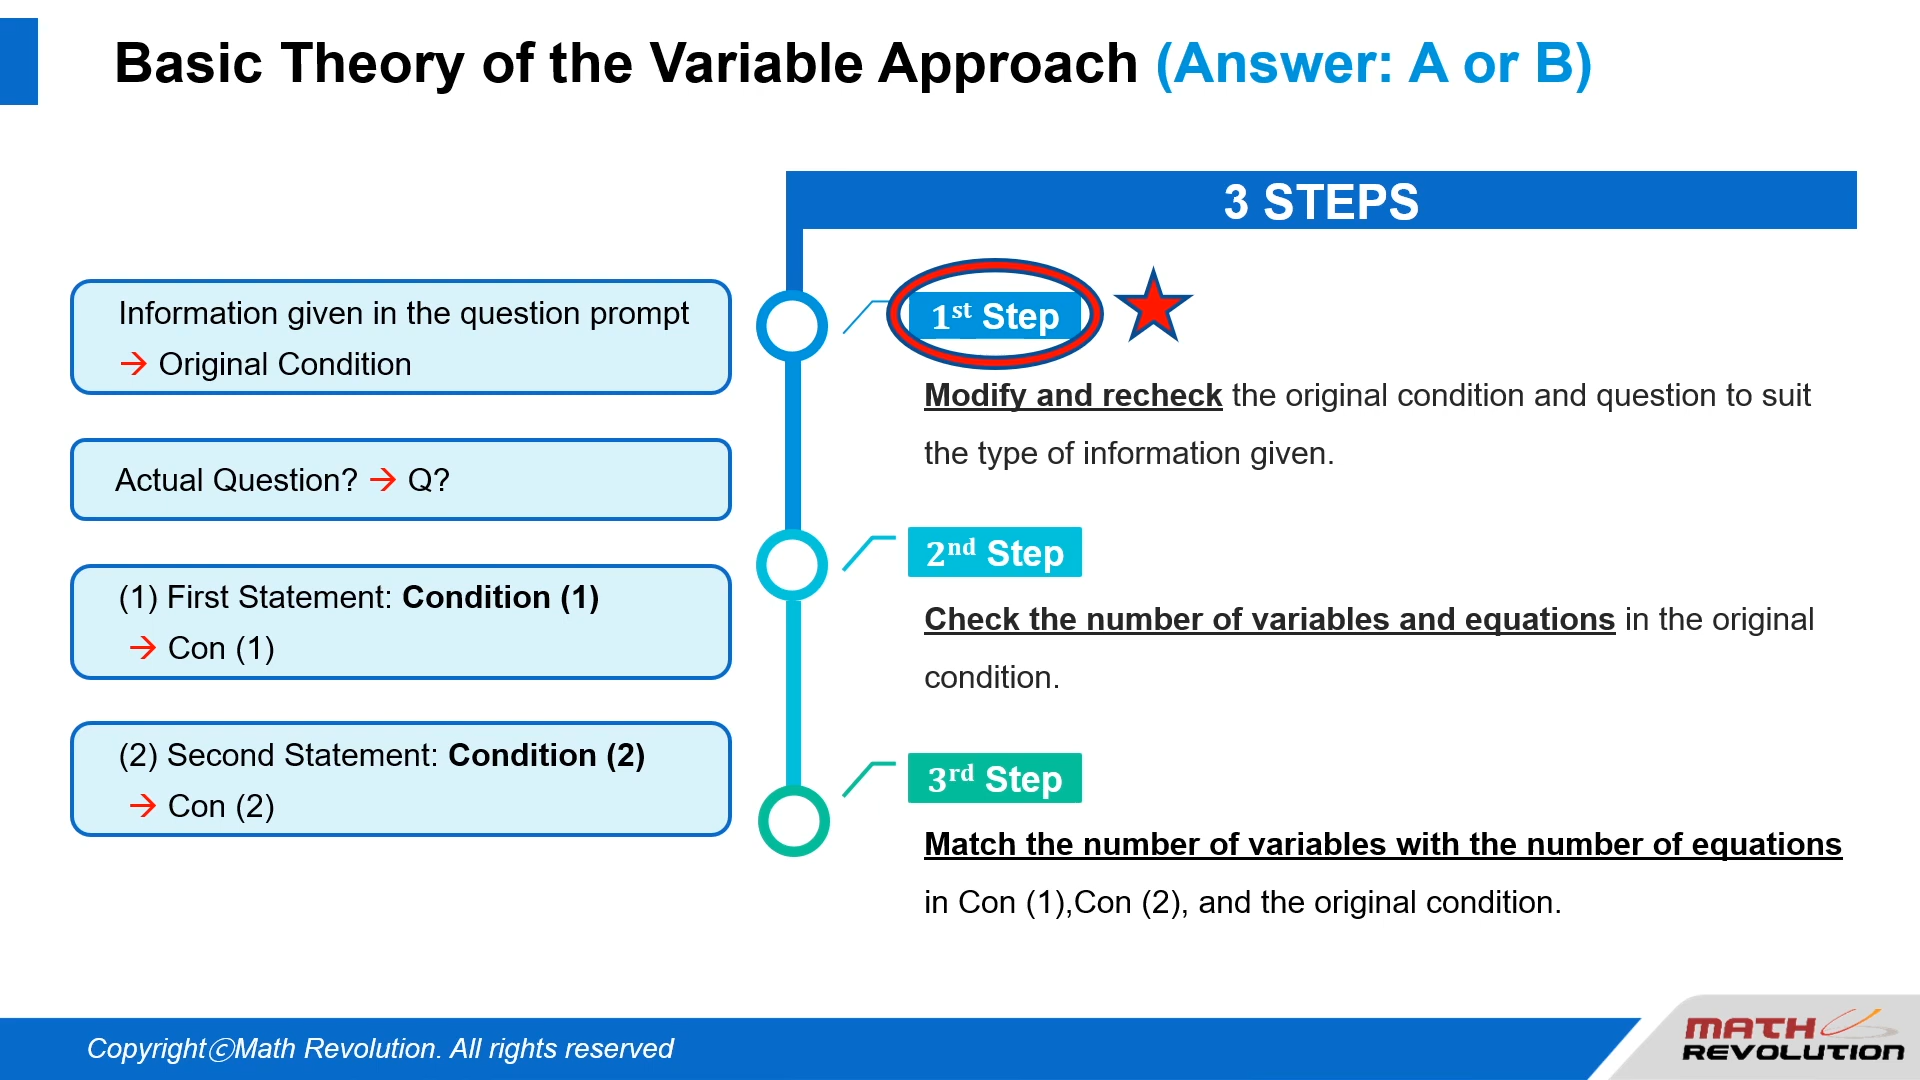 Basic Theory of the Variable Approach (Answer: A or B)
3 STEPS
Information given in the question prompt
→ Original Condition
Actual Question? → Q?
(1) First Statement: Condition (1)
→ Con (1)
(2) Second Statement: Condition (2)
→ Con (2)
1st Step
Modify and recheck the original condition and question to suit
the type of information given.
2nd Step
Check the number of variables and equations in the original
condition.
3rd Step
Match the number of variables with the number of equations
in Con (1),Con (2), and the original condition.
CopyrightⓒMath Revolution. All rights reserved
MATH
REVOLUTION